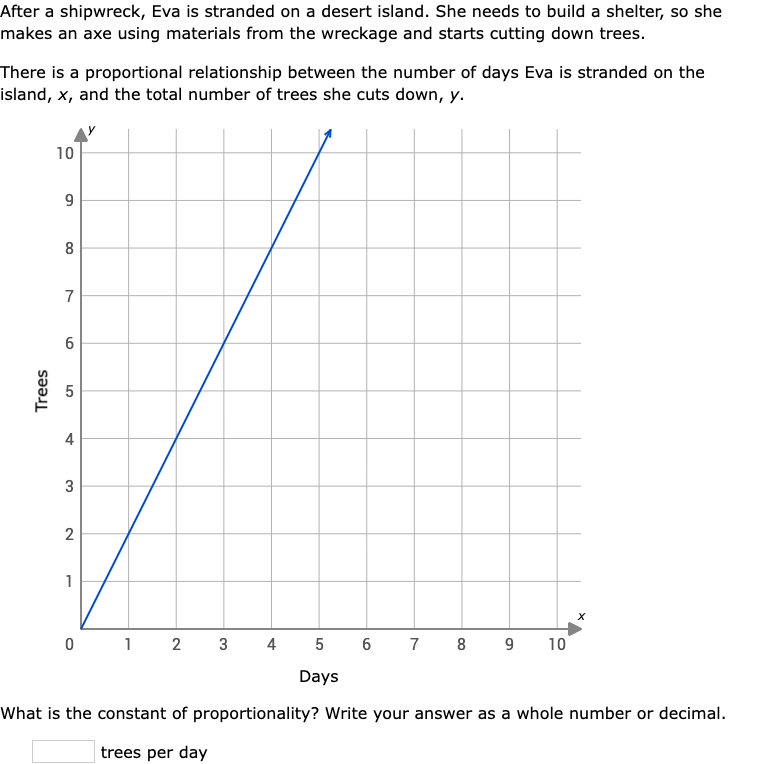 After a shipwreck, Eva is stranded on a desert island. She needs to build a shelter, so she
makes an axe using materials from the wreckage and starts cutting down trees.
There is a proportional relationship between the number of days Eva is stranded on the
island, x, and the total number of trees she cuts down, y.
y
10
9
8
7
6
5
4
3
2
1
Trees
x
0 1 2 3 4 5 6 7 8 9 10
Days
What is the constant of proportionality? Write your answer as a whole number or decimal.
trees per day